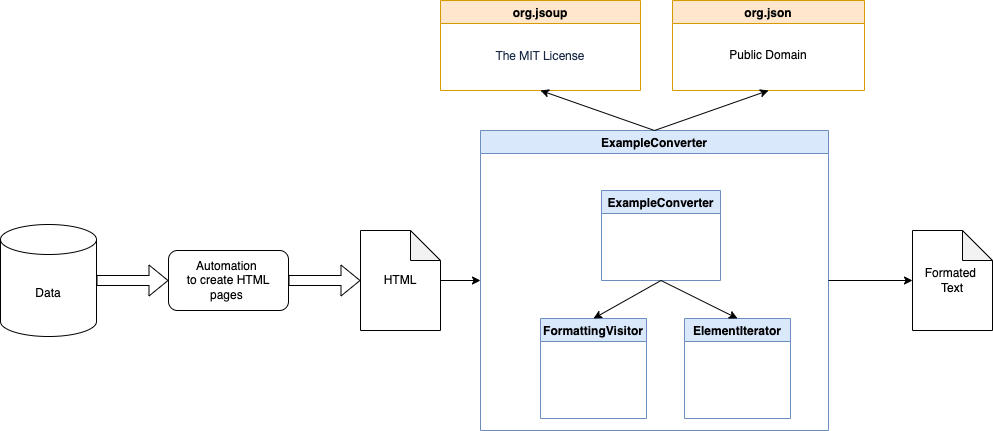 org.jsoup
The MIT License
org.json
Public Domain
ExampleConverter
ExampleConverter
FormattingVisitor
ElementIterator
Data
Automation
to create HTML
pages
HTML
Formated
Text